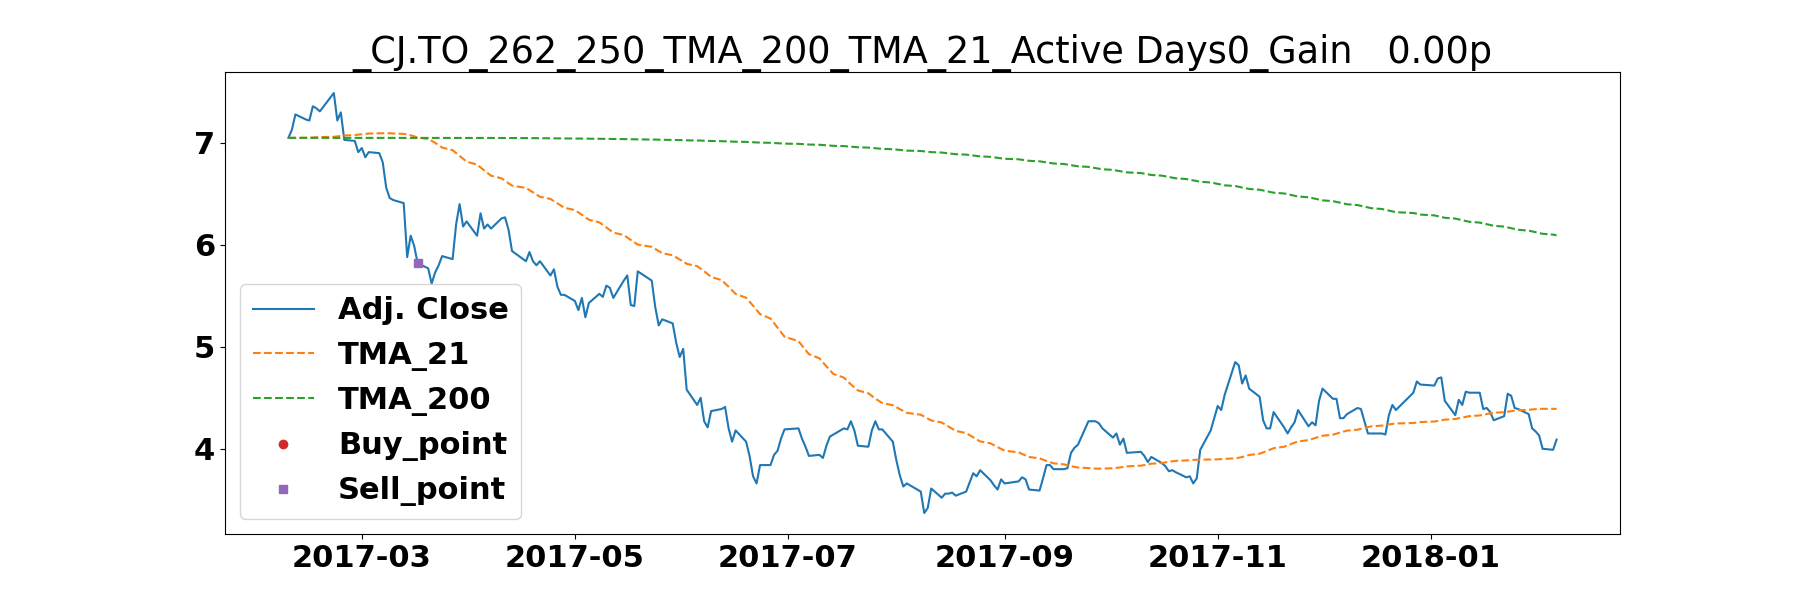 _CJ.TO_262_250_TMA_200_TMA_21_Active Days0_Gain   0.00p
7
6
5
4
Adj. Close
TMA_21
TMA_200
Buy_point
Sell_point
2017-03 2017-05 2017-07 2017-09 2017-11 2018-01